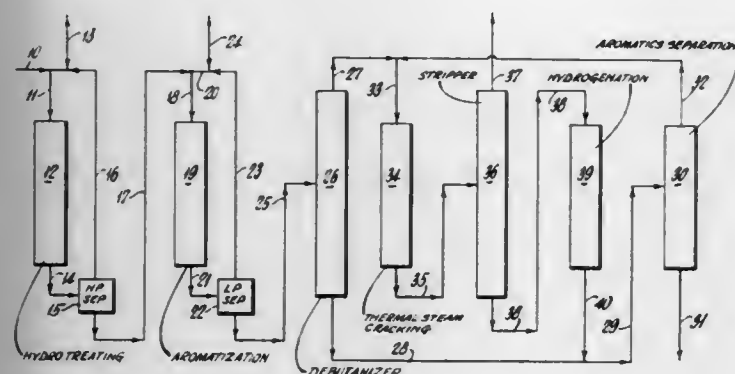 AROMATICS SEPARATION
10
13
24
27
33
37
STRIPPER
HYDROGENATION
32
11
18
20
38
12
16
17
19
23
25
26
34
36
39
30
14
HP
SEP
15
21
LP
SEP
22
35
38
40
29
31
THERMAL STEAM
CRACKING
28
HYDROTREATING
AROMATIZATION
DEBUTANIZER